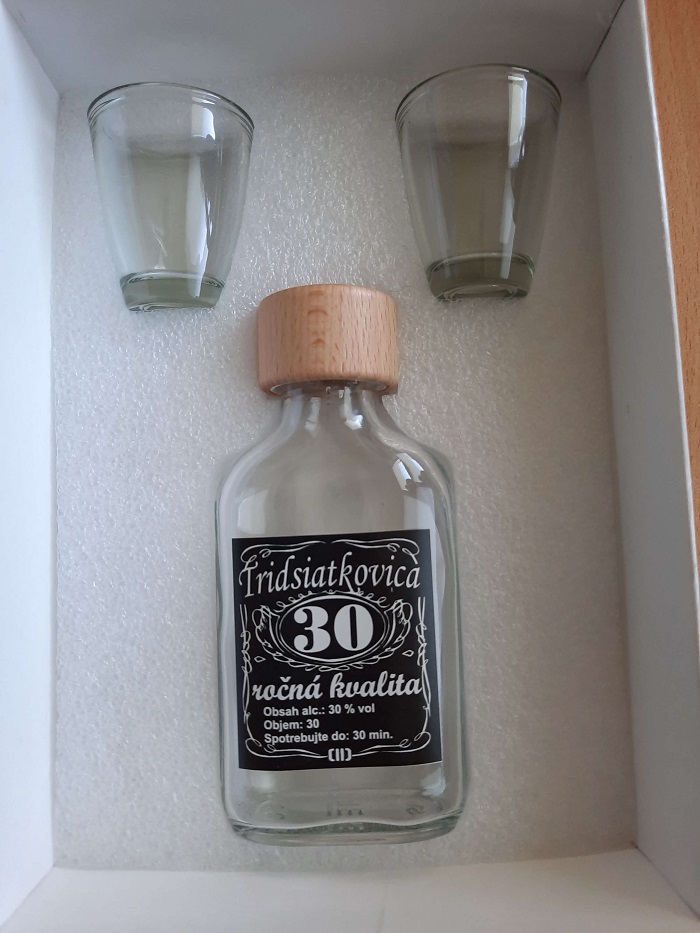 Tridsiatkovica
30
ročná kvalita
Obsah alc.: 30 % vol
Objem: 30
Spotrebujte do: 30 min.